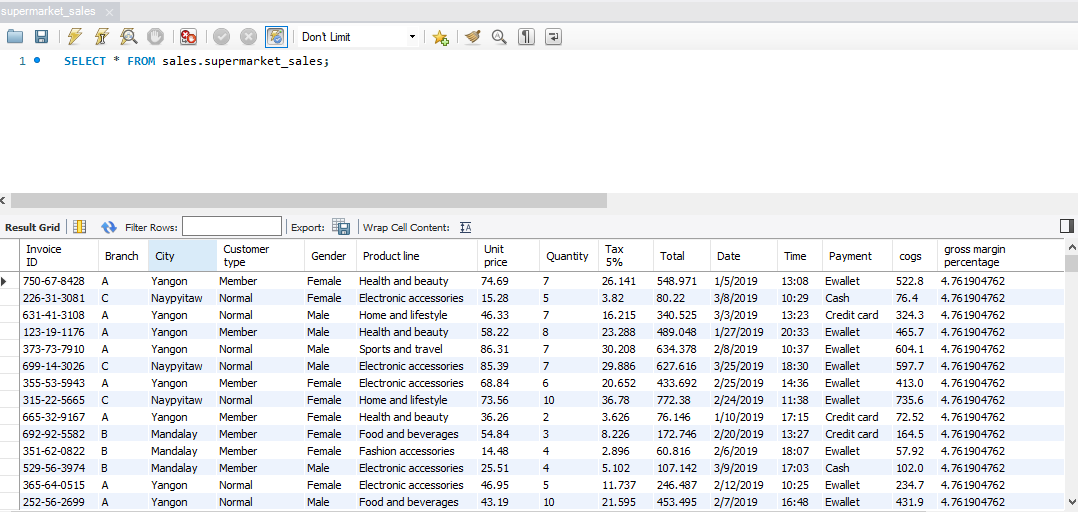 supermarket_sales
Don't Limit
1 SELECT * FROM sales.supermarket_sales;
Result Grid Filter Rows: Export: Wrap Cell Content:
Invoice ID Branch City Customer type Gender Product line Unit price Quantity Tax 5% Total Date Time Payment cogs gross margin percentage
750-67-8428 A Yangon Member Female Health and beauty 74.69 7 26.141 548.971 1/5/2019 13:08 Ewallet 522.8 4.761904762
226-31-3081 C Naypyitaw Normal Female Electronic accessories 15.28 5 3.82 80.22 3/8/2019 10:29 Cash 76.4 4.761904762
631-41-3108 A Yangon Normal Male Home and lifestyle 46.33 7 16.215 340.525 3/3/2019 13:23 Credit card 324.3 4.761904762
123-19-1176 A Yangon Member Male Health and beauty 58.22 8 23.288 489.048 1/27/2019 20:33 Ewallet 465.7 4.761904762
373-73-7910 A Yangon Normal Male Sports and travel 86.31 7 30.208 634.378 2/8/2019 10:37 Ewallet 604.1 4.761904762
699-14-3026 C Naypyitaw Normal Male Electronic accessories 85.39 7 29.886 627.616 3/25/2019 18:30 Ewallet 597.7 4.761904762
355-53-5943 A Yangon Member Female Electronic accessories 68.84 6 20.652 433.692 2/25/2019 14:36 Ewallet 413.0 4.761904762
315-22-5665 C Naypyitaw Normal Female Home and lifestyle 73.56 10 36.78 772.38 2/24/2019 11:38 Ewallet 735.6 4.761904762
665-32-9167 A Yangon Member Female Health and beauty 36.26 2 3.626 76.146 1/10/2019 17:15 Credit card 72.52 4.761904762
692-92-5582 B Mandalay Member Female Food and beverages 54.84 3 8.226 172.746 2/20/2019 13:27 Credit card 164.5 4.761904762
351-62-0822 B Mandalay Member Female Fashion accessories 14.48 4 2.896 60.816 2/6/2019 18:07 Ewallet 57.92 4.761904762
529-56-3974 B Mandalay Member Male Electronic accessories 25.51 4 5.102 107.142 3/9/2019 17:03 Cash 102.0 4.761904762
365-64-0515 A Yangon Normal Female Electronic accessories 46.95 5 11.737 246.487 2/12/2019 10:25 Ewallet 234.7 4.761904762
252-56-2699 A Yangon Normal Male Food and beverages 43.19 10 21.595 453.495 2/7/2019 16:48 Ewallet 431.9 4.761904762